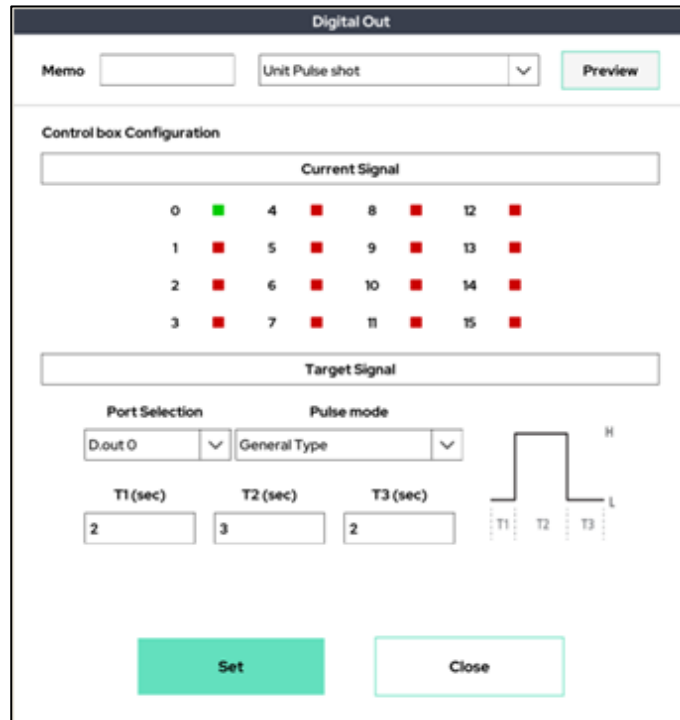 Digital Out
Memo Unit Pulse shot Preview
Control box Configuration
Current Signal
0 4 8 12
1 5 9 13
2 6 10 14
3 7 11 15
Target Signal
Port Selection Pulse mode
D.out 0 General Type
H
T1 (sec) T2 (sec) T3 (sec)
L
2 3 2
T1 T2 T3
Set Close